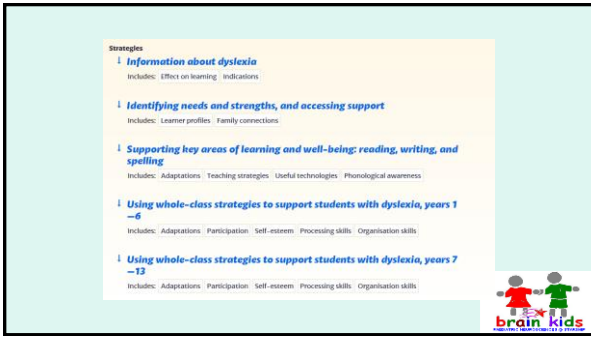 Strategies
↓ Information about dyslexia
Includes: Effect on learning Indications
↓ Identifying needs and strengths, and accessing support
Includes: Learner profiles Family connections
↓ Supporting key areas of learning and well-being: reading, writing, and
spelling
Includes: Adaptations Teaching strategies Useful technologies Phonological awareness
↓ Using whole-class strategies to support students with dyslexia, years 1
–6
Includes: Adaptations Participation Self-esteem Processing skills Organisation skills
↓ Using whole-class strategies to support students with dyslexia, years 7
–13
Includes: Adaptations Participation Self-esteem Processing skills Organisation skills
brain kids
PAEDIATRIC NEUROSCIENCES @ STARSHIP